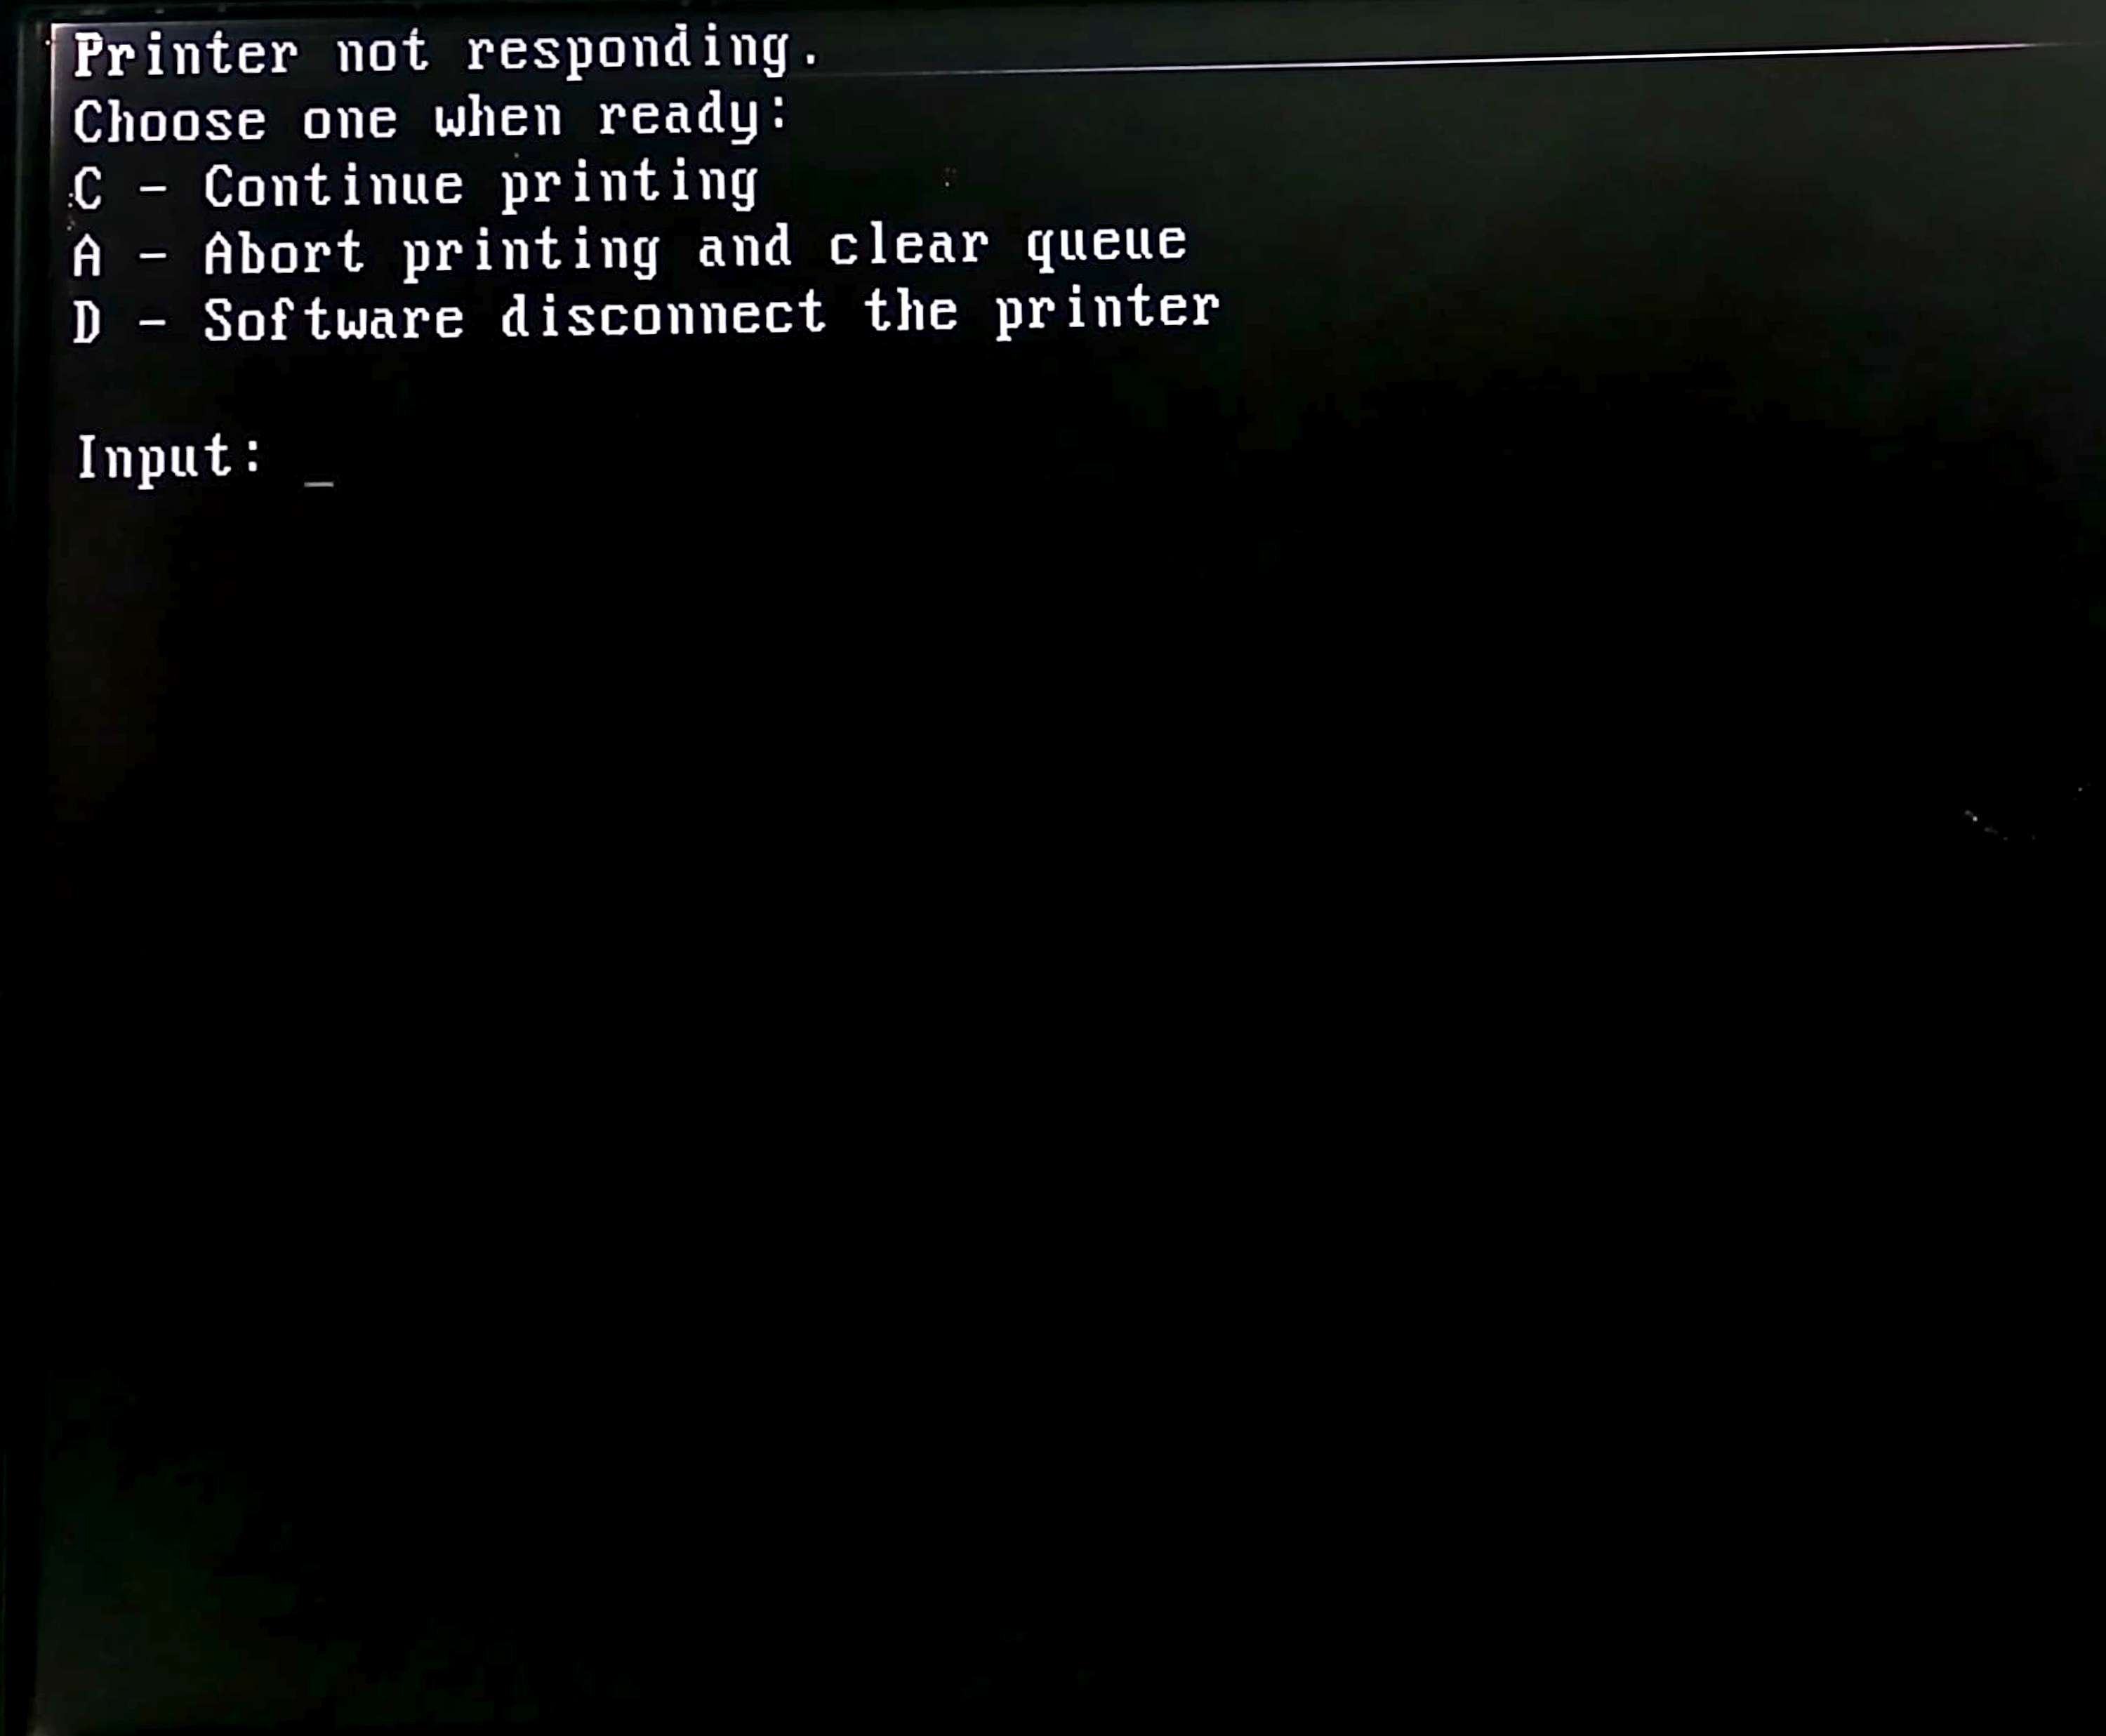 Printer not responding.
Choose one when ready:
C - Continue printing
A - Abort printing and clear queue
D - Software disconnect the printer
Input: _